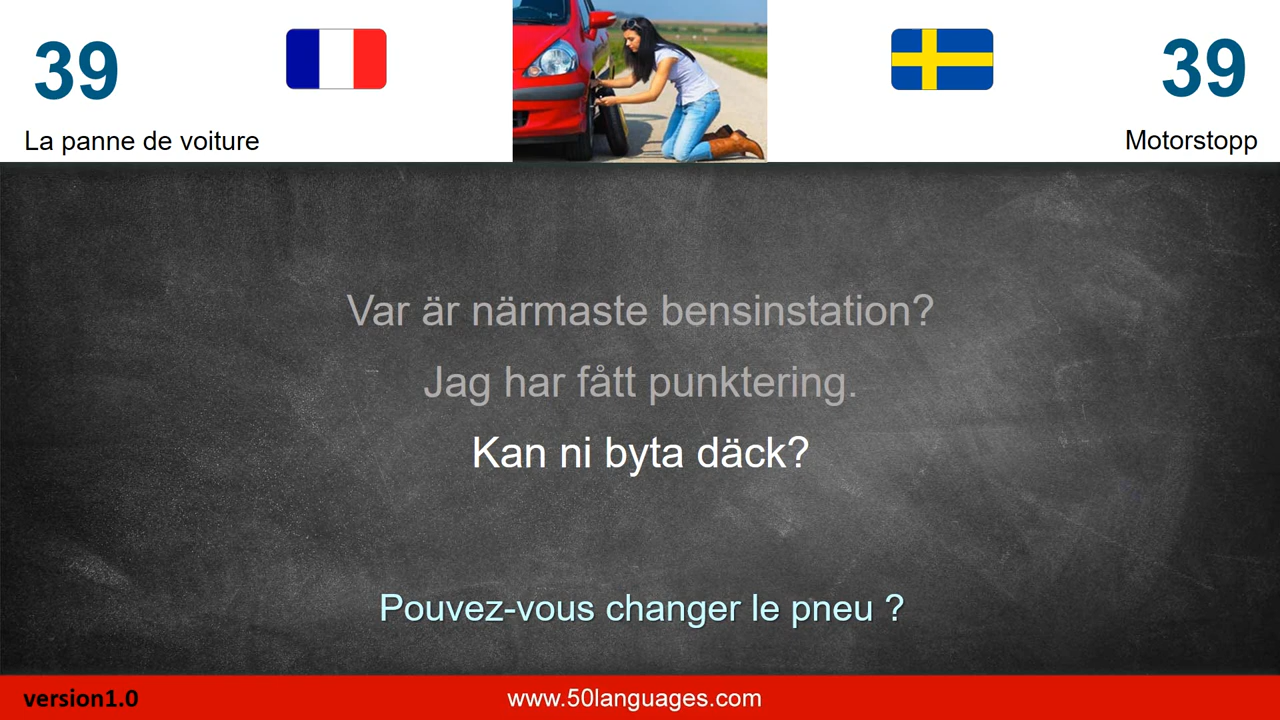 39
39
La panne de voiture
Motorstopp
Var är närmaste bensinstation?
Jag har fått punktering.
Kan ni byta däck?
Pouvez-vous changer le pneu ?
version1.0
www.50languages.com